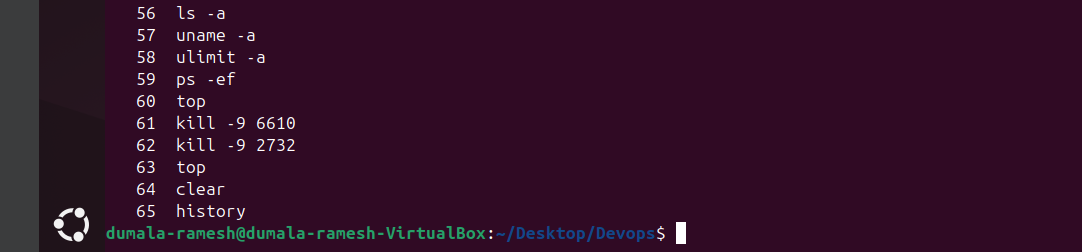 56 ls -a
57 uname -a
58 ulimit -a
59 ps -ef
60 top
61 kill -9 6610
62 kill -9 2732
63 top
64 clear
65 history
dumala-ramesh@dumala-ramesh-VirtualBox:~/Desktop/Devops$